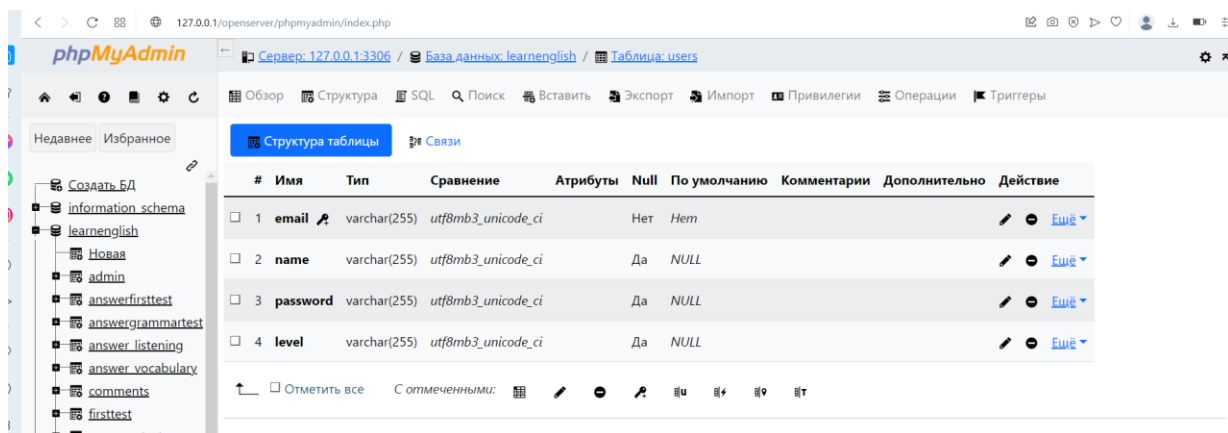 127.0.0.1/openserver/phpmyadmin/index.php
phpMyAdmin
Сервер: 127.0.0.1:3306 / База данных: learnenglish / Таблица: users
Обзор Структура SQL Поиск Вставить Экспорт Импорт Привилегии Операции Триггеры
Недавнее Избранное
Создать БД
information_schema
learnenglish
Новая
admin
answerfirsttest
answergrammartest
answer_listening
answer_vocabulary
comments
firsttest
Структура таблицы Связи
# Имя Тип Сравнение Атрибуты Null По умолчанию Комментарии Дополнительно Действие
1 email varchar(255) utf8mb3_unicode_ci Нет Нет Ещё
2 name varchar(255) utf8mb3_unicode_ci Да NULL Ещё
3 password varchar(255) utf8mb3_unicode_ci Да NULL Ещё
4 level varchar(255) utf8mb3_unicode_ci Да NULL Ещё
Отметить все С отмеченными: